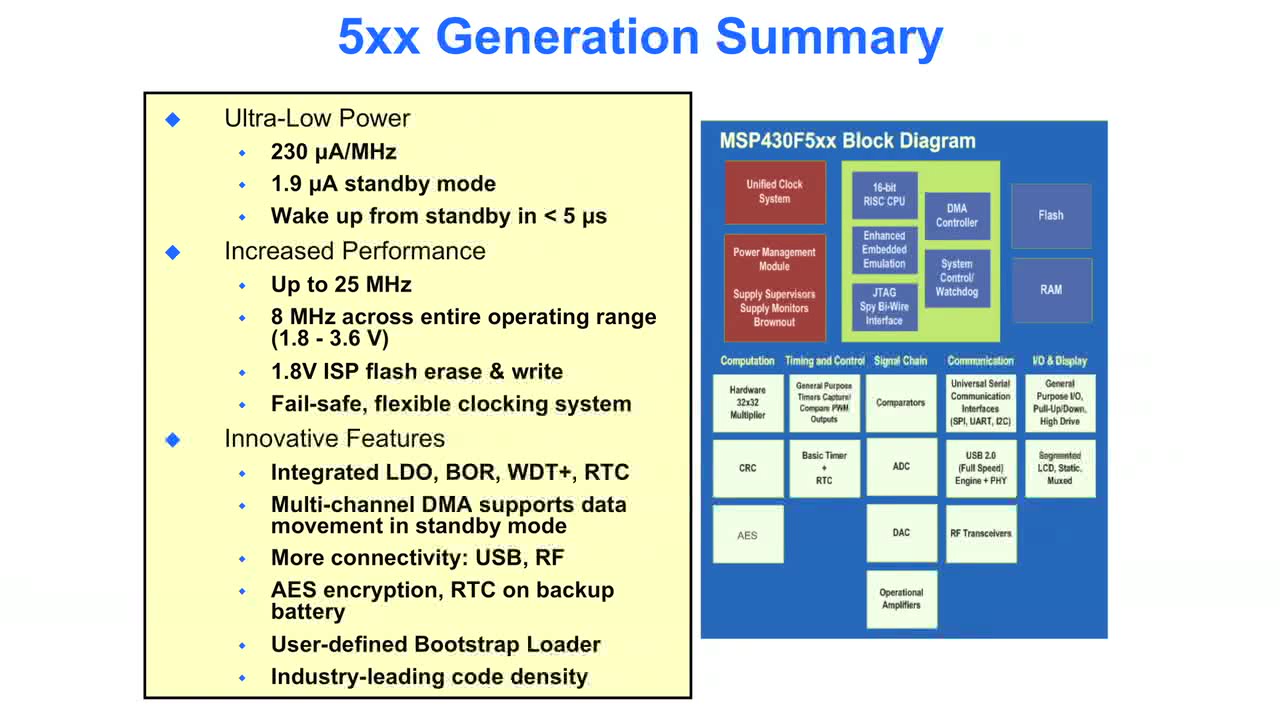 5xx Generation Summary
Ultra-Low Power
230 µA/MHz
1.9 µA standby mode
Wake up from standby in < 5 µs
Increased Performance
Up to 25 MHz
8 MHz across entire operating range
(1.8 - 3.6 V)
1.8V ISP flash erase & write
Fail-safe, flexible clocking system
Innovative Features
Integrated LDO, BOR, WDT+, RTC
Multi-channel DMA supports data
movement in standby mode
More connectivity: USB, RF
AES encryption, RTC on backup
battery
User-defined Bootstrap Loader
Industry-leading code density
MSP430F5xx Block Diagram
Unified Clock
System
Power Management
Module
Supply Supervisors
Supply Monitors
Brownout
16-bit
RISC CPU
Enhanced
Embedded
Emulation
JTAG
Spy Bi-Wire
Interface
DMA
Controller
System
Control/
Watchdog
Flash
RAM
Computation
Hardware
32x32
Multiplier
CRC
AES
Timing and Control
General Purpose
Timers Capture/
Compare PWM
Outputs
Basic Timer
+
RTC
Signal Chain
Comparators
ADC
DAC
Operational
Amplifiers
Communication
Universal Serial
Communication
Interfaces
(SPI, UART, I2C)
USB 2.0
(Full Speed)
Engine + PHY
RF Transceivers
I/O & Display
General
Purpose I/O,
Pull-Up/Down,
High Drive
Segmented
LCD, Static,
Muxed